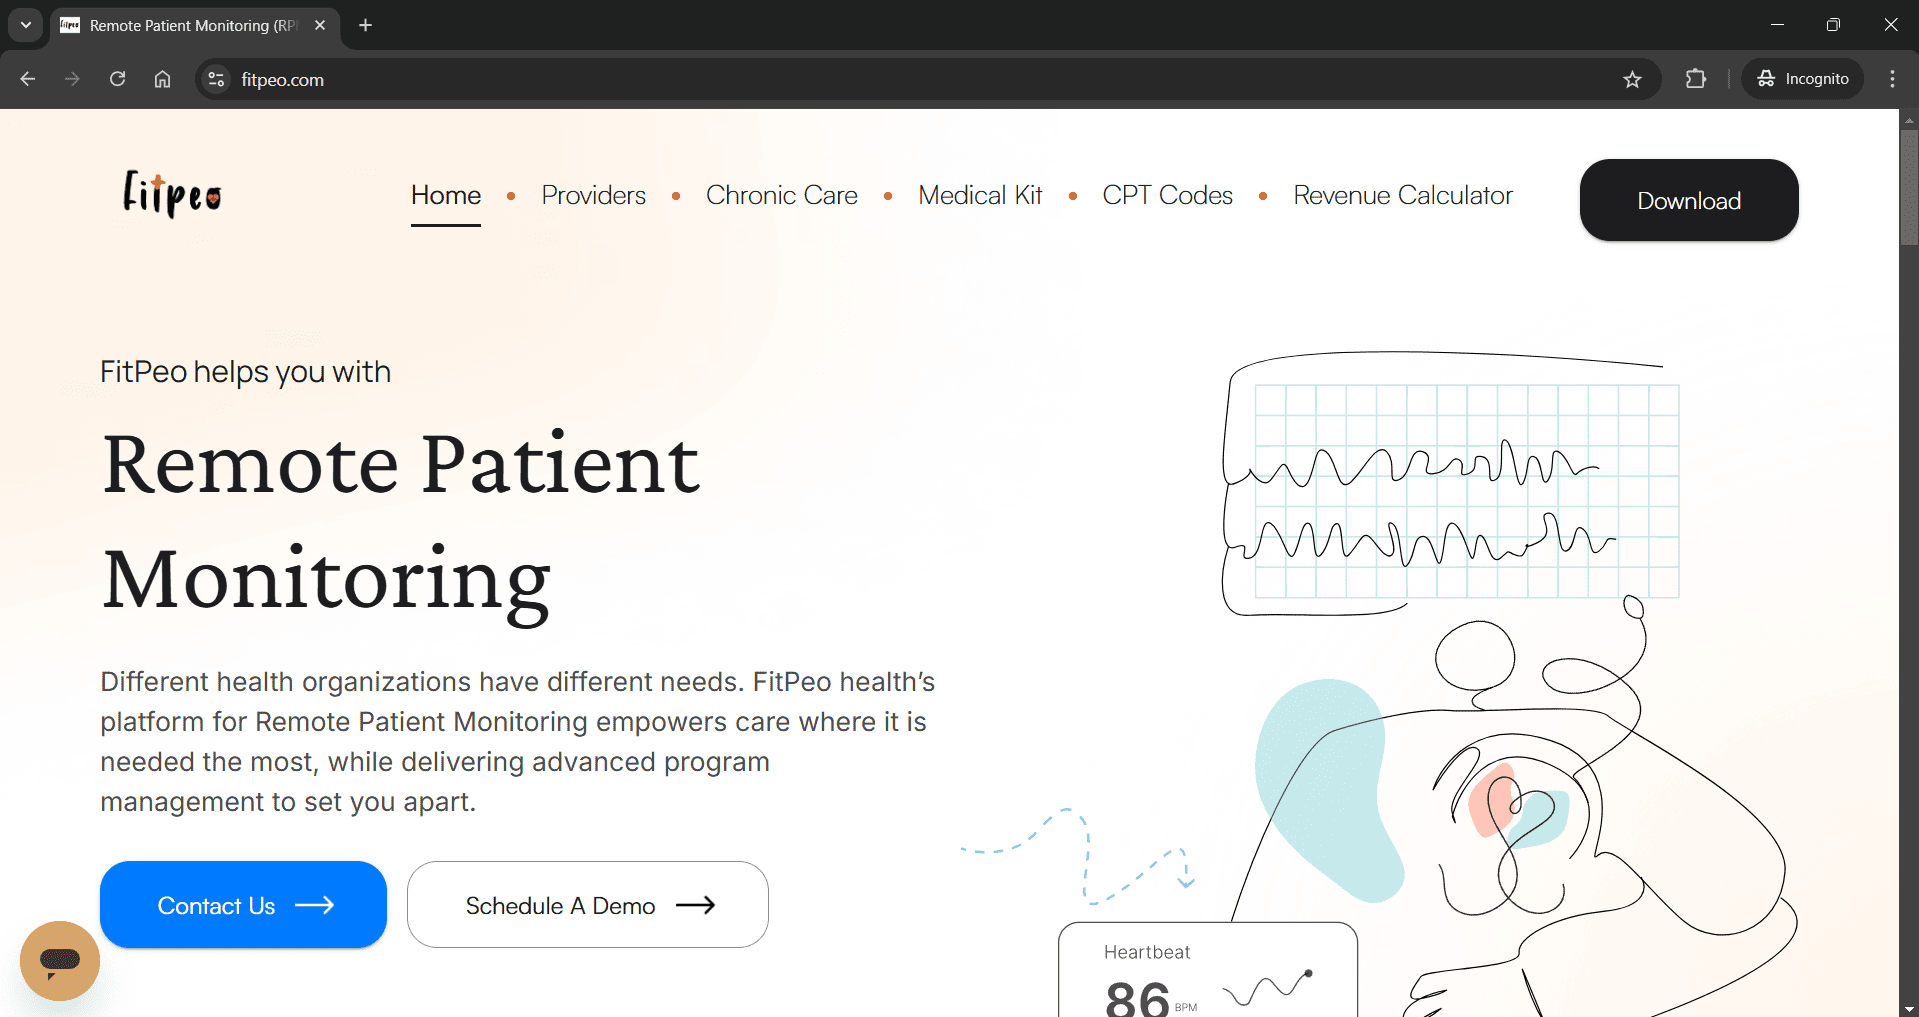 Remote Patient Monitoring (RP
fitpeo.com
Incognito
Fitpeo
Home • Providers • Chronic Care • Medical Kit • CPT Codes • Revenue Calculator
Download
FitPeo helps you with
Remote Patient
Monitoring
Different health organizations have different needs. FitPeo health’s
platform for Remote Patient Monitoring empowers care where it is
needed the most, while delivering advanced program
management to set you apart.
Contact Us
Schedule A Demo
Heartbeat
86 BPM